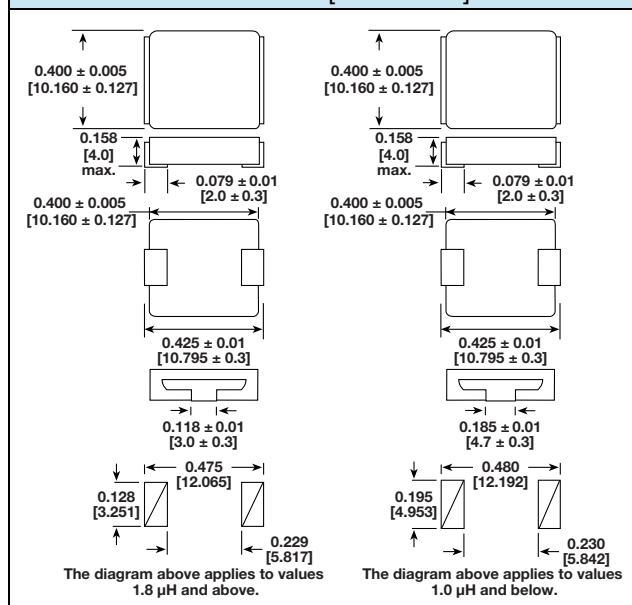 0.400 ± 0.005
[10.160 ± 0.127]
0.158
[4.0]
max.
0.079 ± 0.01
[2.0 ± 0.3]
0.400 ± 0.005
[10.160 ± 0.127]
0.425 ± 0.01
[10.795 ± 0.3]
0.118 ± 0.01
[3.0 ± 0.3]
0.475
[12.065]
0.128
[3.251]
0.229
[5.817]
The diagram above applies to values
1.8 µH and above.
0.400 ± 0.005
[10.160 ± 0.127]
0.158
[4.0]
max.
0.079 ± 0.01
[2.0 ± 0.3]
0.400 ± 0.005
[10.160 ± 0.127]
0.425 ± 0.01
[10.795 ± 0.3]
0.185 ± 0.01
[4.7 ± 0.3]
0.480
[12.192]
0.195
[4.953]
0.230
[5.842]
The diagram above applies to values
1.0 µH and below.